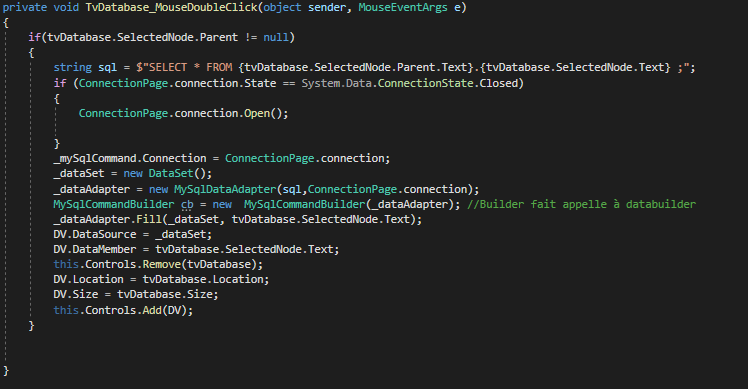 private void TvDatabase_MouseDoubleClick(object sender, MouseEventArgs e)
{
if(tvDatabase.SelectedNode.Parent != null)
{
string sql = $"SELECT * FROM {tvDatabase.SelectedNode.Parent.Text}.{tvDatabase.SelectedNode.Text} ;";
if (ConnectionPage.connection.State == System.Data.ConnectionState.Closed)
{
ConnectionPage.connection.Open();
}
_mySqlCommand.Connection = ConnectionPage.connection;
_dataSet = new DataSet();
_dataAdapter = new MySqlDataAdapter(sql,ConnectionPage.connection);
MySqlCommandBuilder cb = new  MySqlCommandBuilder(_dataAdapter); //Builder fait appelle à databuilder
_dataAdapter.Fill(_dataSet, tvDatabase.SelectedNode.Text);
DV.DataSource = _dataSet;
DV.DataMember = tvDatabase.SelectedNode.Text;
this.Controls.Remove(tvDatabase);
DV.Location = tvDatabase.Location;
DV.Size = tvDatabase.Size;
this.Controls.Add(DV);
}
}